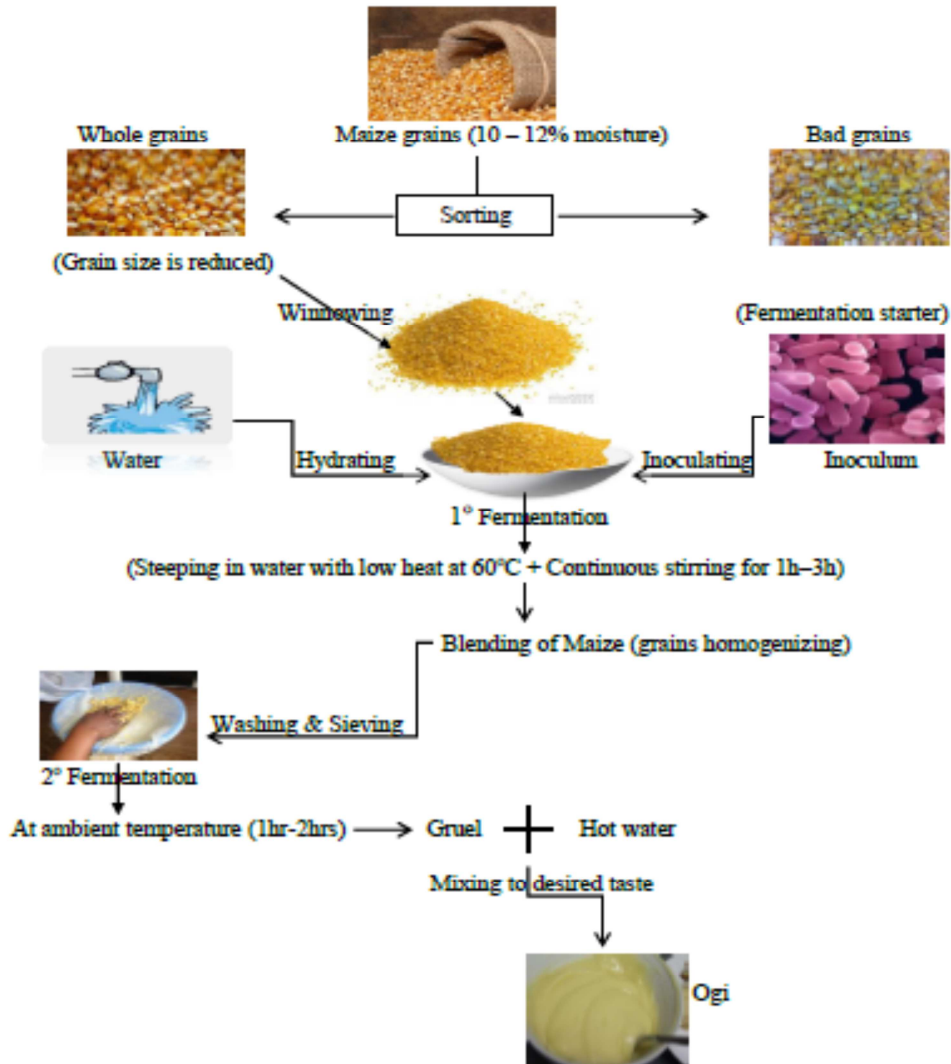 Whole grains
Maize grains (10 – 12% moisture)
Bad grains
Sorting
(Grain size is reduced)
Winnowing
(Fermentation starter)
Water
Hydrating
Inoculating
Inoculum
1° Fermentation
(Steeping in water with low heat at 60℃ + Continuous stirring for 1h–3h)
Blending of Maize (grains homogenizing)
Washing & Sieving
2° Fermentation
At ambient temperature (1hr-2hrs)
Gruel
Hot water
Mixing to desired taste
Ogi